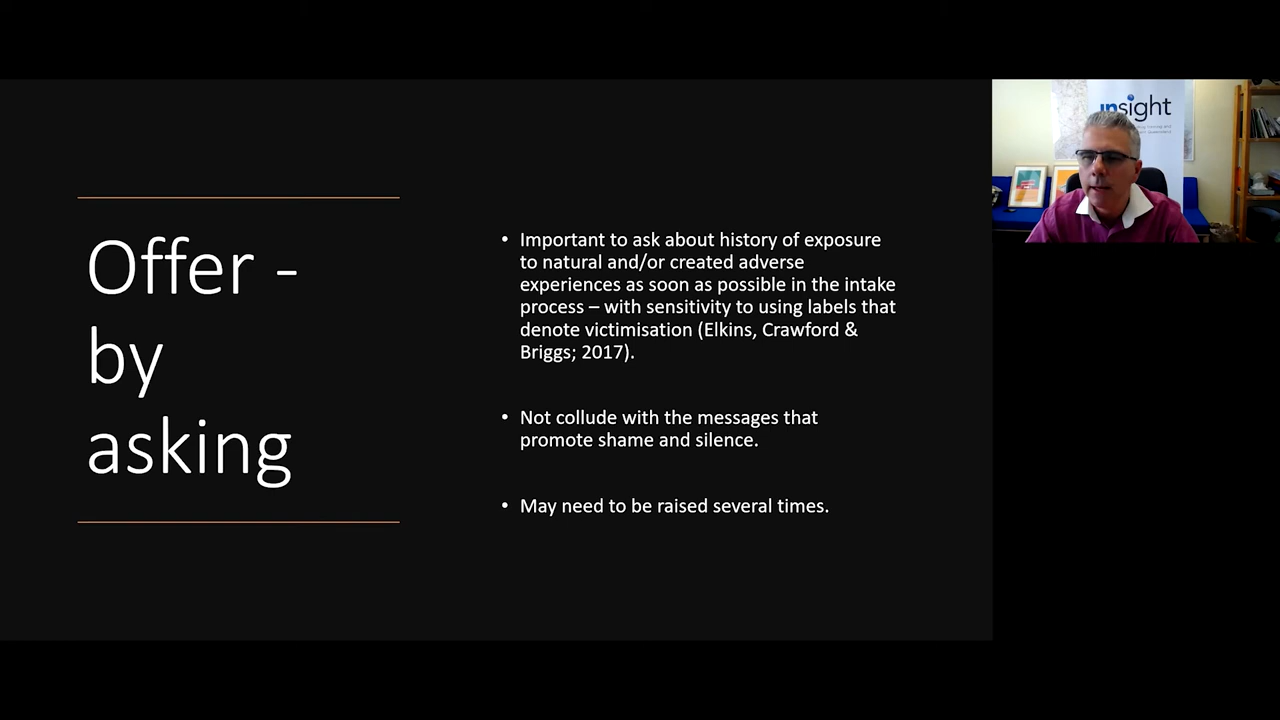 Offer -
by
asking
• Important to ask about history of exposure
to natural and/or created adverse
experiences as soon as possible in the intake
process – with sensitivity to using labels that
denote victimisation (Elkins, Crawford &
Briggs; 2017).
• Not collude with the messages that
promote shame and silence.
• May need to be raised several times.
insight